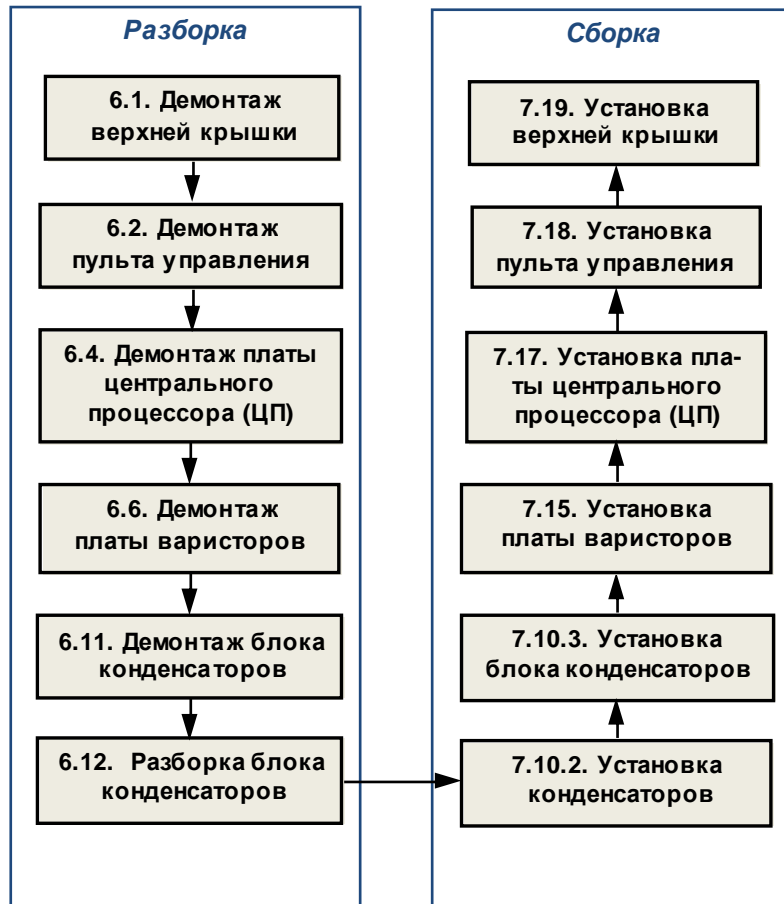 Разборка
6.1. Демонтаж
верхней крышки
6.2. Демонтаж
пульта управления
6.4. Демонтаж платы
центрального
процессора (ЦП)
6.6. Демонтаж
платы варисторов
6.11. Демонтаж блока
конденсаторов
6.12. Разборка блока
конденсаторов
Сборка
7.19. Установка
верхней крышки
7.18. Установка
пульта управления
7.17. Установка пла-
ты центрального
процессора (ЦП)
7.15. Установка
платы варисторов
7.10.3. Установка
блока конденсаторов
7.10.2. Установка
конденсаторов